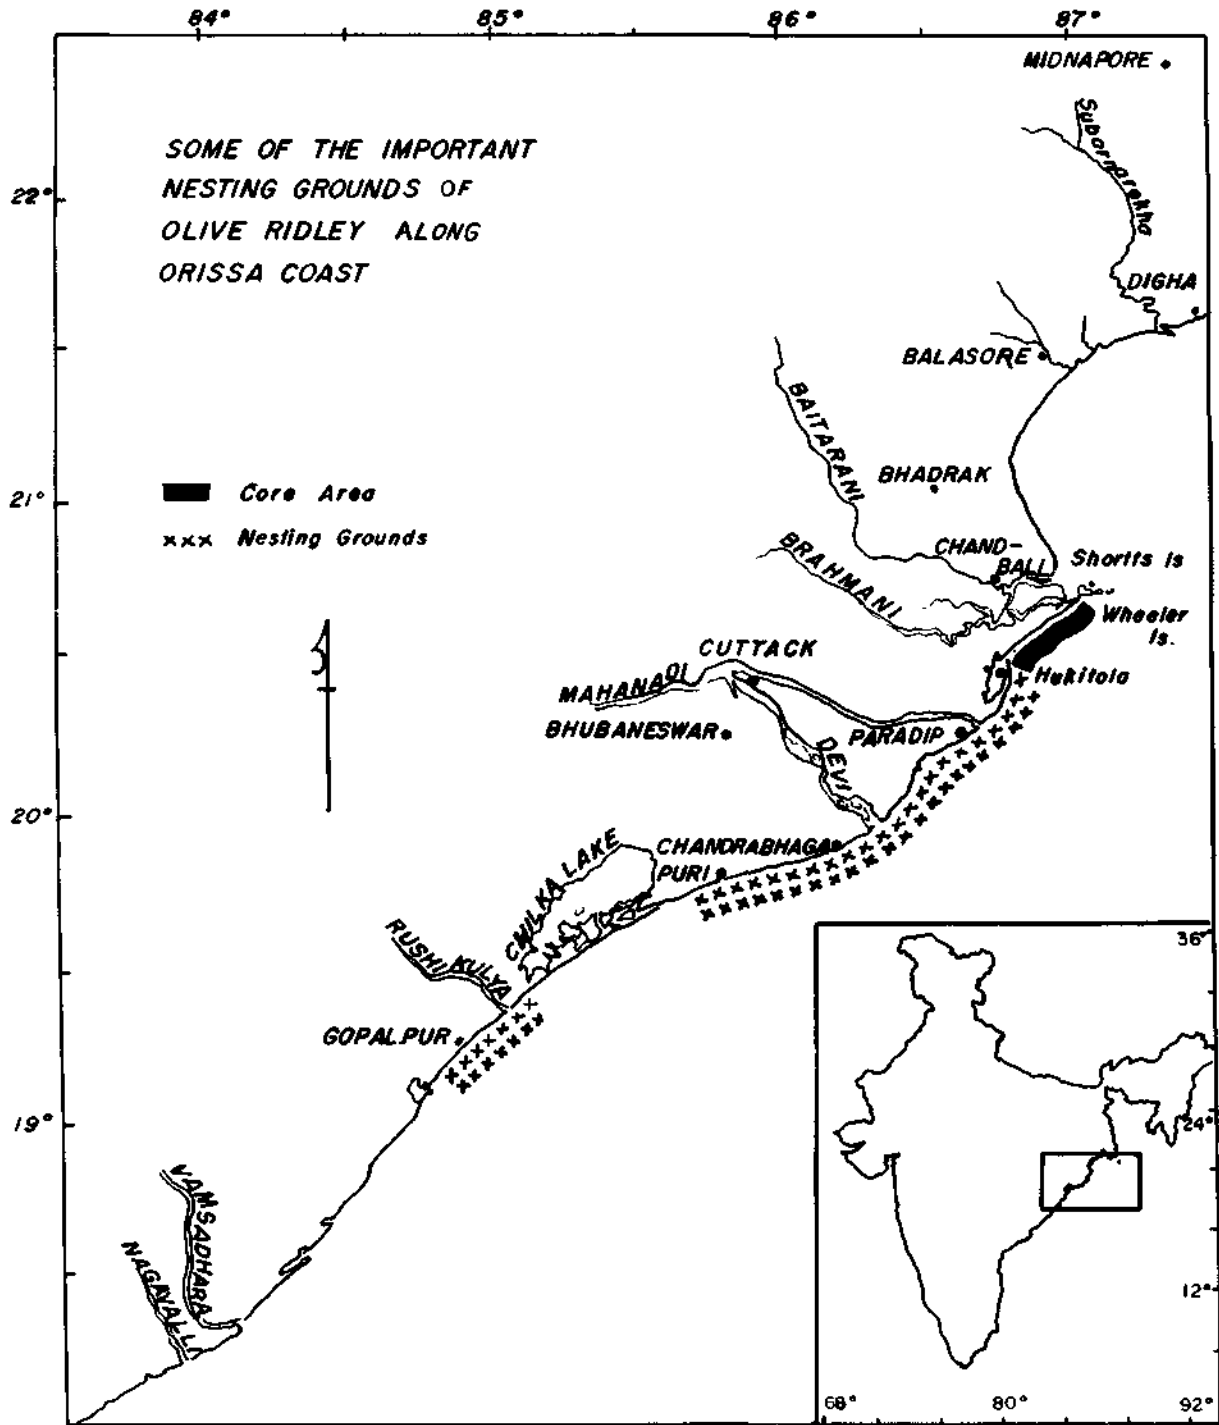 84°
85°
86°
87°
MIDNAPORE
Subarnarekha
SOME OF THE IMPORTANT
NESTING GROUNDS OF
OLIVE RIDLEY ALONG
ORISSA COAST
22°
DIGHA
BALASORE
BAITARANI
BHADRAK
21°
Core Area
xxx Nesting Grounds
CHAND-
BALI
BRAHMANI
Shortts Is
Wheeler
Is.
Hukitola
CUTTACK
MAHANADI
BHUBANESWAR
PARADIP
DEVI
20°
CHANDRABHAGA
PURI
CHILKA LAKE
RUSHI KULYA
GOPALPUR
19°
VAMSADHARA
NAGAVALLI
36°
24°
12°
68°
80°
92°